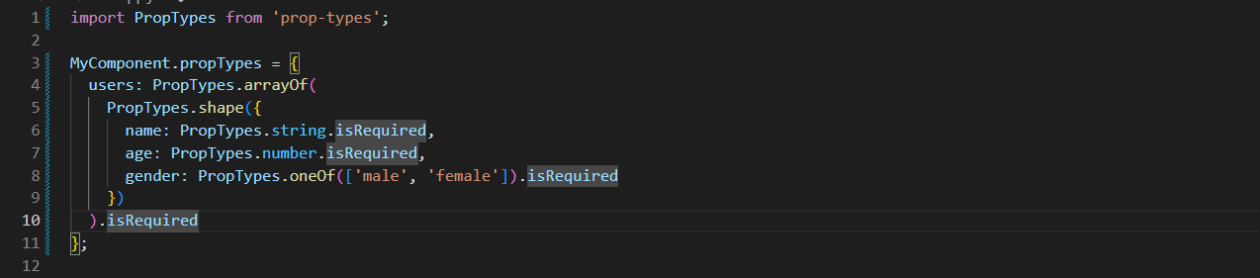 1 import PropTypes from 'prop-types';
2
3 MyComponent.propTypes = {
4   users: PropTypes.arrayOf(
5     PropTypes.shape({
6       name: PropTypes.string.isRequired,
7       age: PropTypes.number.isRequired,
8       gender: PropTypes.oneOf(['male', 'female']).isRequired
9     })
10   ).isRequired
11 };
12